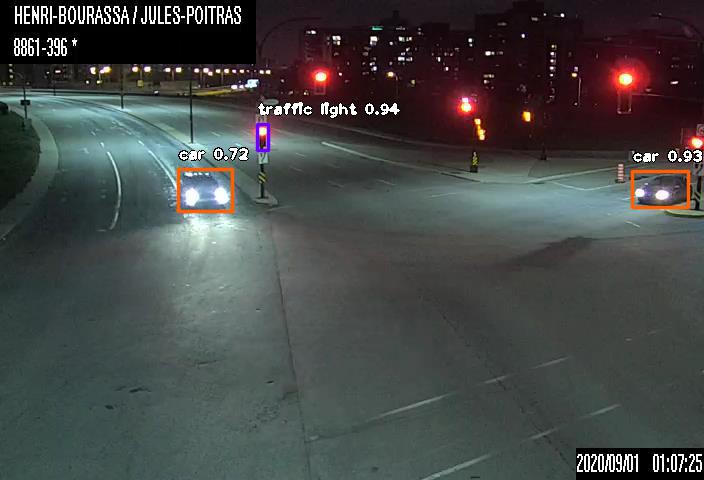 HENRI-BOURASSA / JULES-POITRAS
8861-396 *
traffic light 0.94
car 0.72
car 0.93
2020/09/01 01:07:25